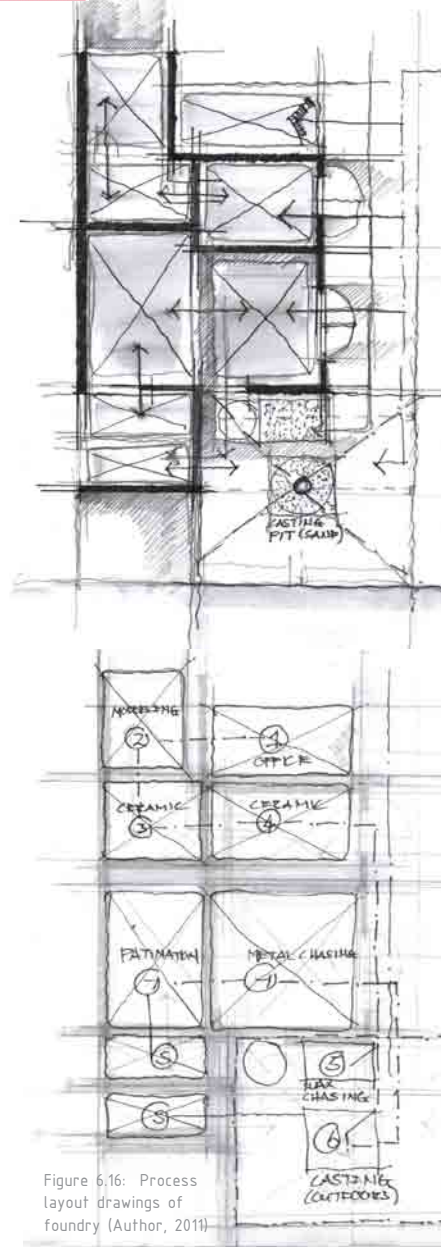 CASTING
PIT (SAND)
MODELLING
2
1
OFFICE
CERAMIC
3
CERAMIC
4
PATINATION
METAL CHASING
S
5
WAX
CHASING
S
6
CASTING
(OUTDOORS)
Figure 6.16: Process
layout drawings of
foundry (Author, 2011)